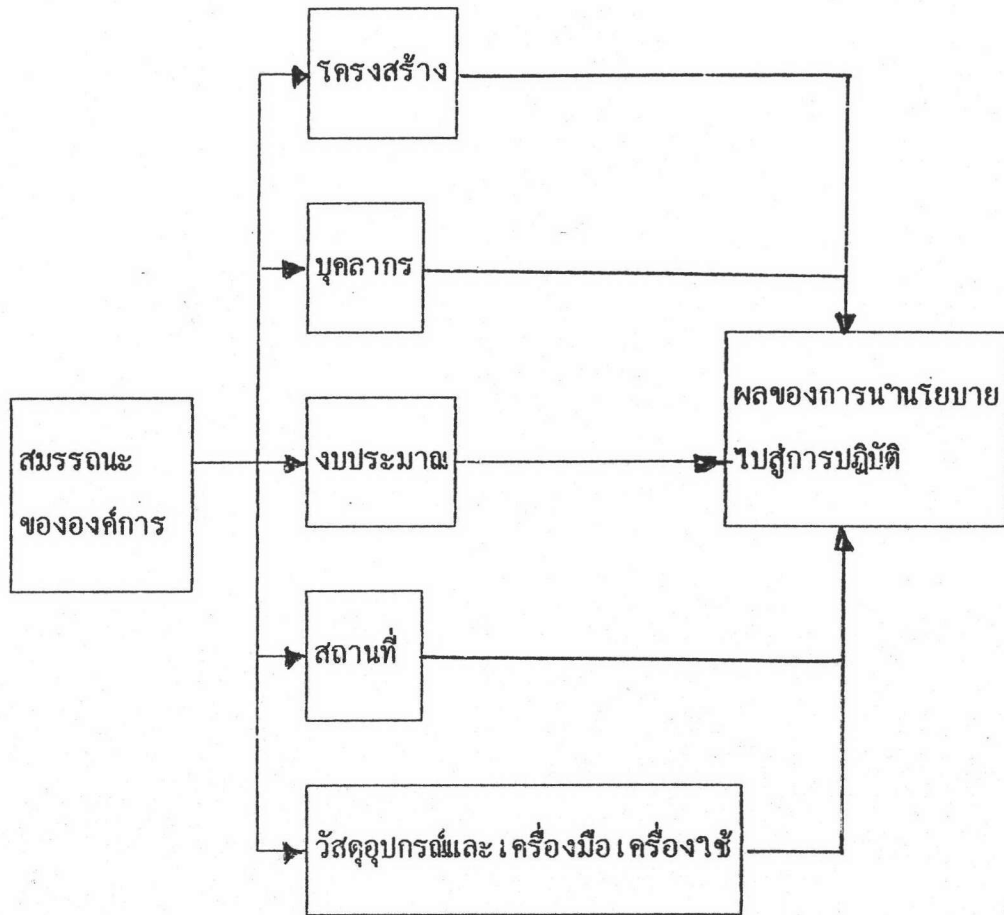 โครงสร้าง
บุคลากร
สมรรถนะ
ขององค์การ
งบประมาณ
ผลของการนำนโยบาย
ไปสู่การปฏิบัติ
สถานที่
วัสดุอุปกรณ์และเครื่องมือเครื่องใช้